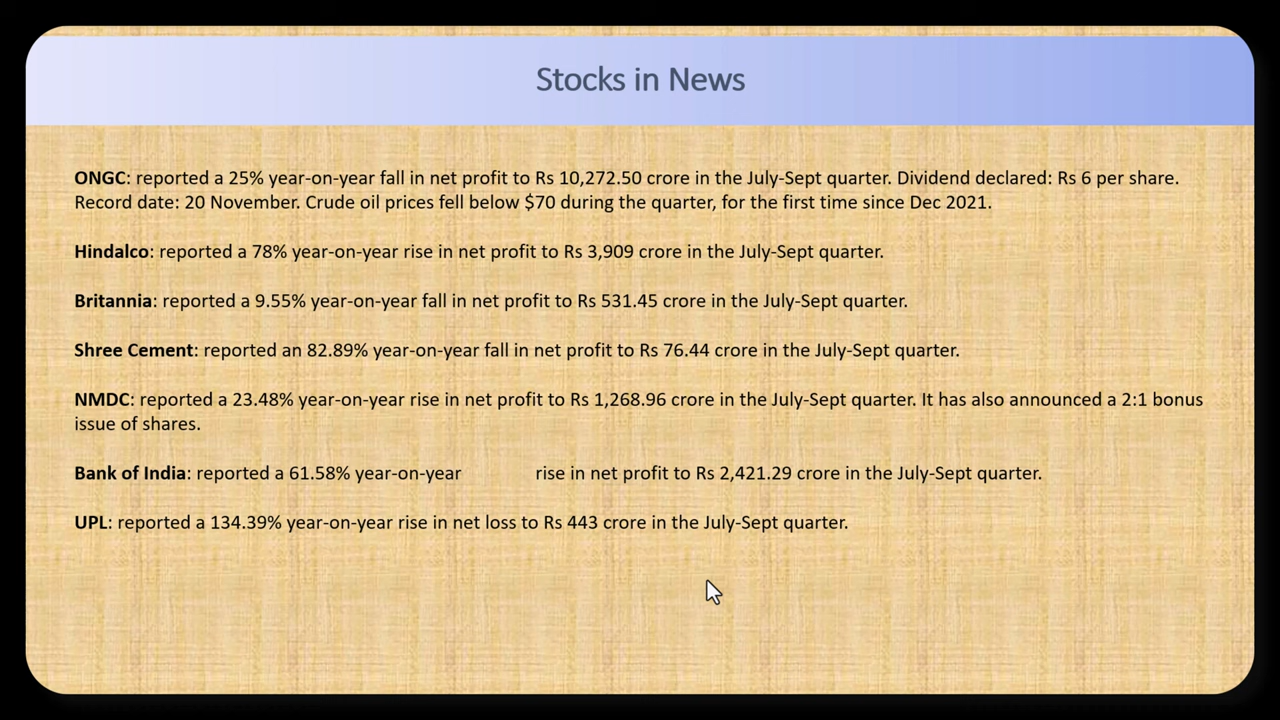 Stocks in News
ONGC: reported a 25% year-on-year fall in net profit to Rs 10,272.50 crore in the July-Sept quarter. Dividend declared: Rs 6 per share.
Record date: 20 November. Crude oil prices fell below $70 during the quarter, for the first time since Dec 2021.
Hindalco: reported a 78% year-on-year rise in net profit to Rs 3,909 crore in the July-Sept quarter.
Britannia: reported a 9.55% year-on-year fall in net profit to Rs 531.45 crore in the July-Sept quarter.
Shree Cement: reported an 82.89% year-on-year fall in net profit to Rs 76.44 crore in the July-Sept quarter.
NMDC: reported a 23.48% year-on-year rise in net profit to Rs 1,268.96 crore in the July-Sept quarter. It has also announced a 2:1 bonus
issue of shares.
Bank of India: reported a 61.58% year-on-year rise in net profit to Rs 2,421.29 crore in the July-Sept quarter.
UPL: reported a 134.39% year-on-year rise in net loss to Rs 443 crore in the July-Sept quarter.